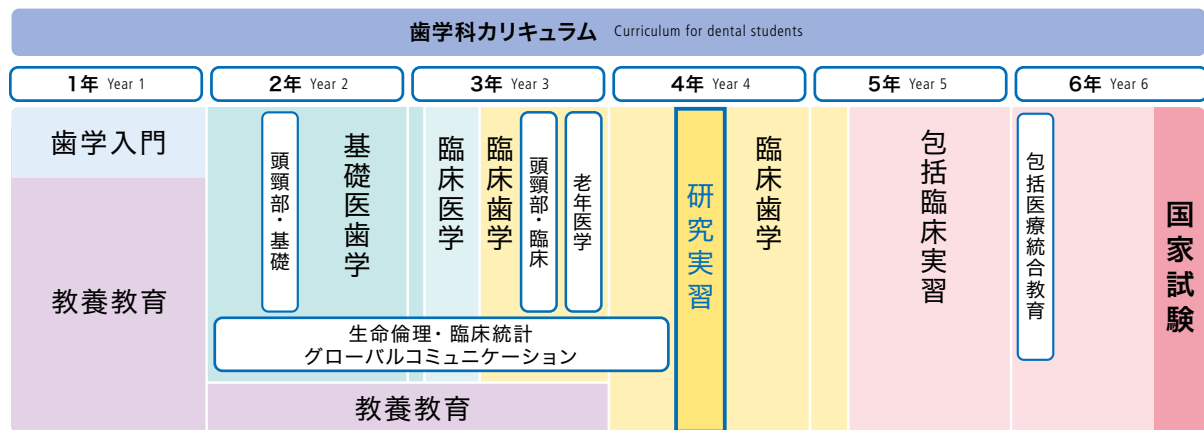 歯学科カリキュラム Curriculum for dental students
1年 Year 1
2年 Year 2
3年 Year 3
4年 Year 4
5年 Year 5
6年 Year 6
歯学入門
教養教育
頭頸部・基礎
基礎医歯学
臨床医学
臨床歯学
頭頸部・臨床
老年医学
研究実習
臨床歯学
包括臨床実習
包括医療統合教育
国家試験
生命倫理・臨床統計
グローバルコミュニケーション
教養教育